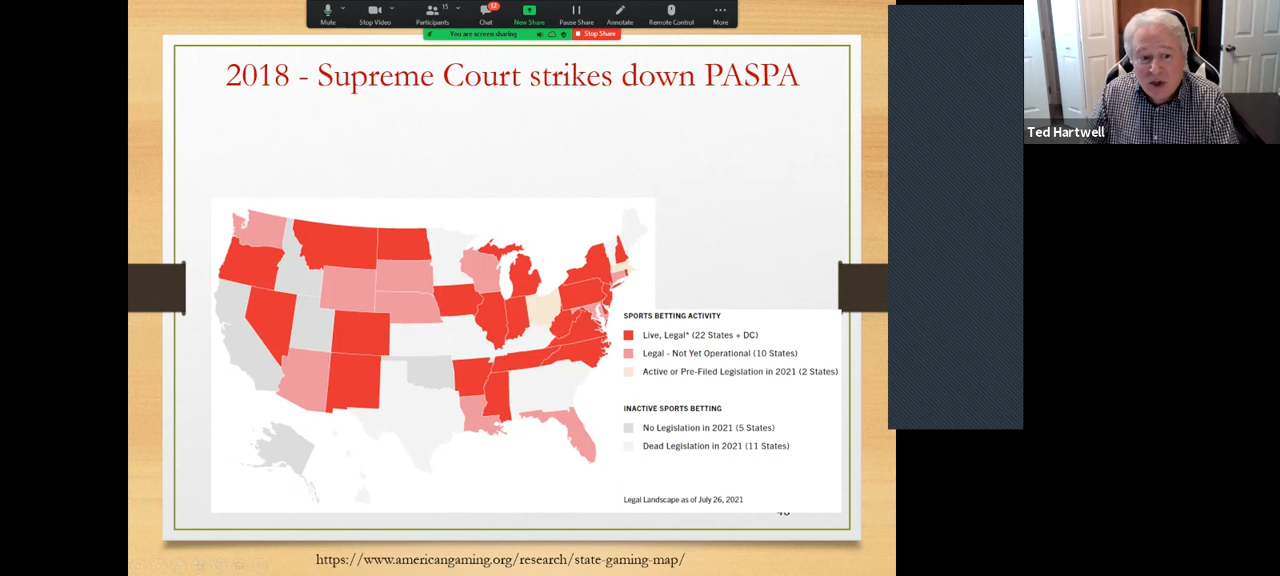 Mute
Stop Video
Participants
15
Chat
12
New Share
Pause Share
Annotate
Remote Control
More
You are screen sharing
Stop Share
2018 - Supreme Court strikes down PASPA
Ted Hartwell
SPORTS BETTING ACTIVITY
Live, Legal* (22 States + DC)
Legal - Not Yet Operational (10 States)
Active or Pre-Filed Legislation in 2021 (2 States)
INACTIVE SPORTS BETTING
No Legislation in 2021 (5 States)
Dead Legislation in 2021 (11 States)
Legal Landscape as of July 26, 2021
https://www.americangaming.org/research/state-gaming-map/